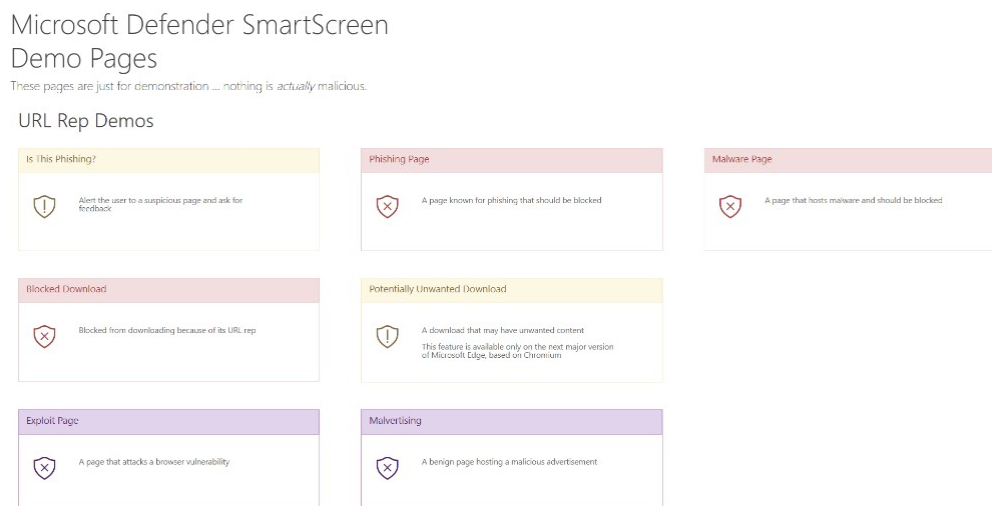 Microsoft Defender SmartScreen
Demo Pages
These pages are just for demonstration ... nothing is actually malicious.
URL Rep Demos
Is This Phishing?
Alert the user to a suspicious page and ask for
feedback
Phishing Page
A page known for phishing that should be blocked
Malware Page
A page that hosts malware and should be blocked
Blocked Download
Blocked from downloading because of its URL rep
Potentially Unwanted Download
A download that may have unwanted content
This feature is available only on the next major version
of Microsoft Edge, based on Chromium
Exploit Page
A page that attacks a browser vulnerability
Malvertising
A benign page hosting a malicious advertisement